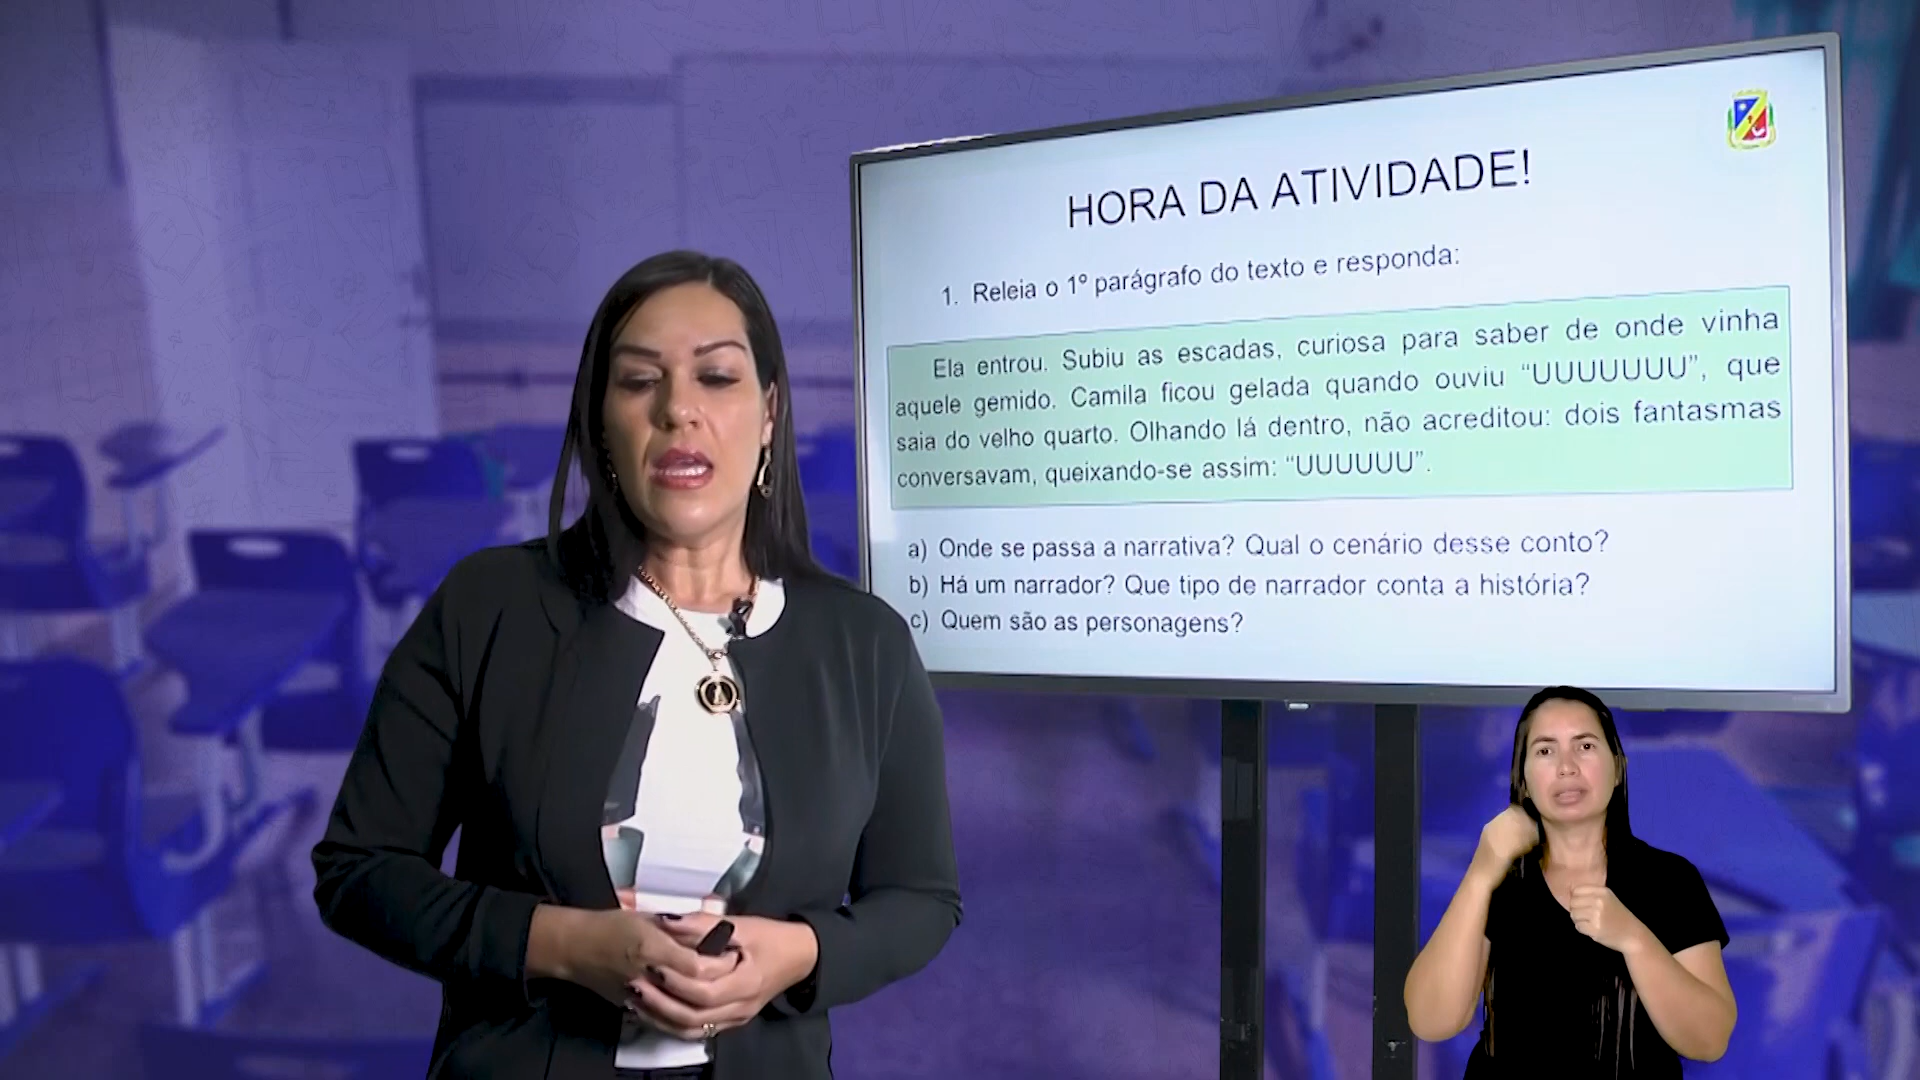 HORA DA ATIVIDADE!
1. Releia o 1º parágrafo do texto e responda:
Ela entrou. Subiu as escadas, curiosa para saber de onde vinha
aquele gemido. Camila ficou gelada quando ouviu “UUUUUUU”, que
saia do velho quarto. Olhando lá dentro, não acreditou: dois fantasmas
conversavam, queixando-se assim: “UUUUUU”.
a) Onde se passa a narrativa? Qual o cenário desse conto?
b) Há um narrador? Que tipo de narrador conta a história?
c) Quem são as personagens?